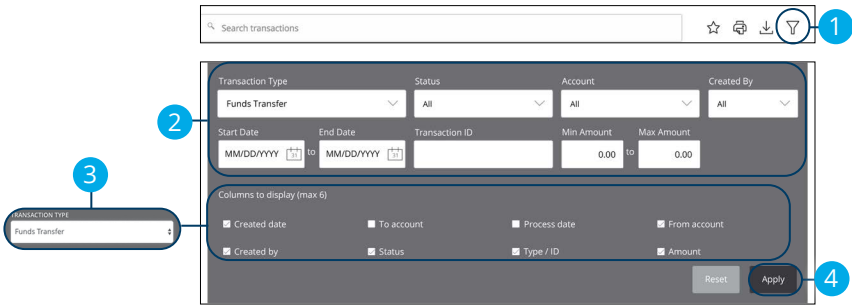 Search transactions
1
Transaction Type Status Account Created By
Funds Transfer All All All
2
Start Date End Date Transaction ID Min Amount Max Amount
MM/DD/YYYY 31 to MM/DD/YYYY 31 0.00 to 0.00
3
Columns to display (max 6)
TRANSACTION TYPE
Funds Transfer
Created date To account Process date From account
Created by Status Type / ID Amount
Reset Apply
4